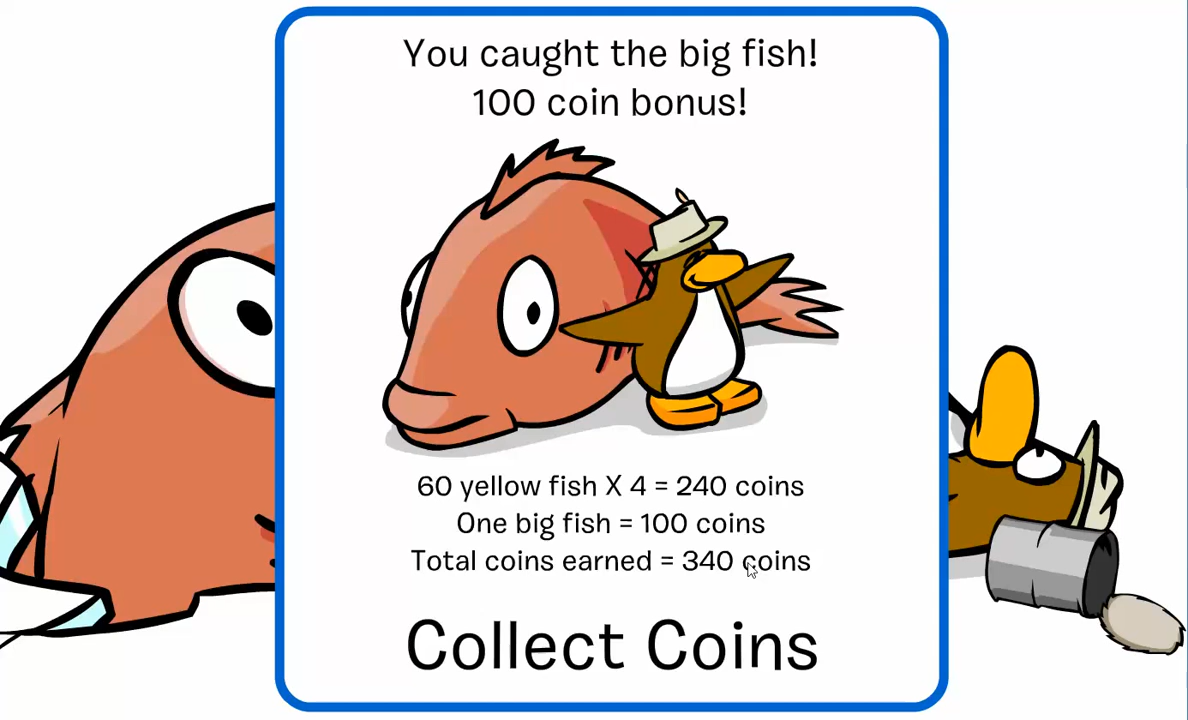 You caught the big fish!
100 coin bonus!
60 yellow fish X 4 = 240 coins
One big fish = 100 coins
Total coins earned = 340 coins
Collect Coins